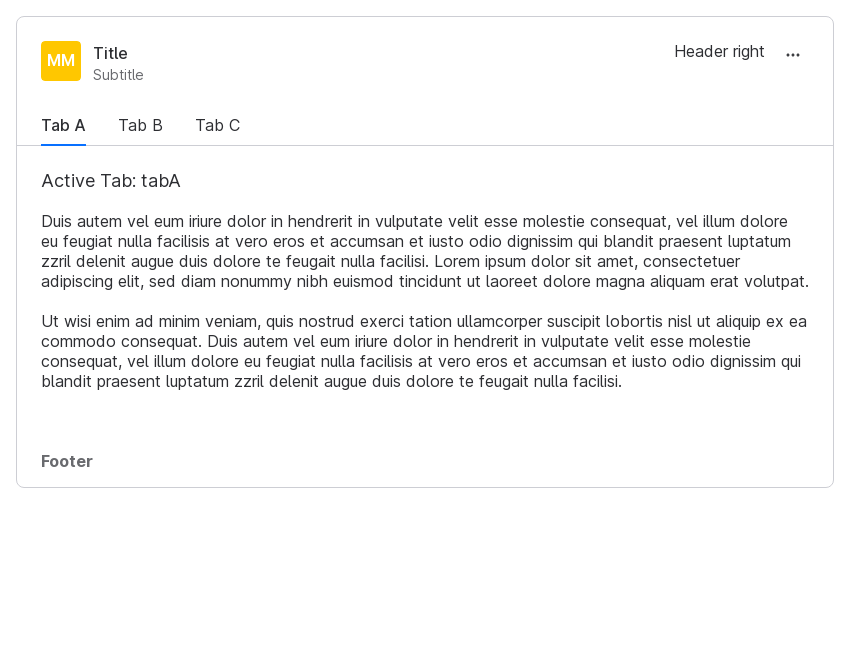 MM
Title
Subtitle
Header right
Tab A
Tab B
Tab C
Active Tab: tabA
Duis autem vel eum iriure dolor in hendrerit in vulputate velit esse molestie consequat, vel illum dolore
eu feugiat nulla facilisis at vero eros et accumsan et iusto odio dignissim qui blandit praesent luptatum
zzril delenit augue duis dolore te feugait nulla facilisi. Lorem ipsum dolor sit amet, consectetuer
adipiscing elit, sed diam nonummy nibh euismod tincidunt ut laoreet dolore magna aliquam erat volutpat.
Ut wisi enim ad minim veniam, quis nostrud exerci tation ullamcorper suscipit lobortis nisl ut aliquip ex ea
commodo consequat. Duis autem vel eum iriure dolor in hendrerit in vulputate velit esse molestie
consequat, vel illum dolore eu feugiat nulla facilisis at vero eros et accumsan et iusto odio dignissim qui
blandit praesent luptatum zzril delenit augue duis dolore te feugait nulla facilisi.
Footer